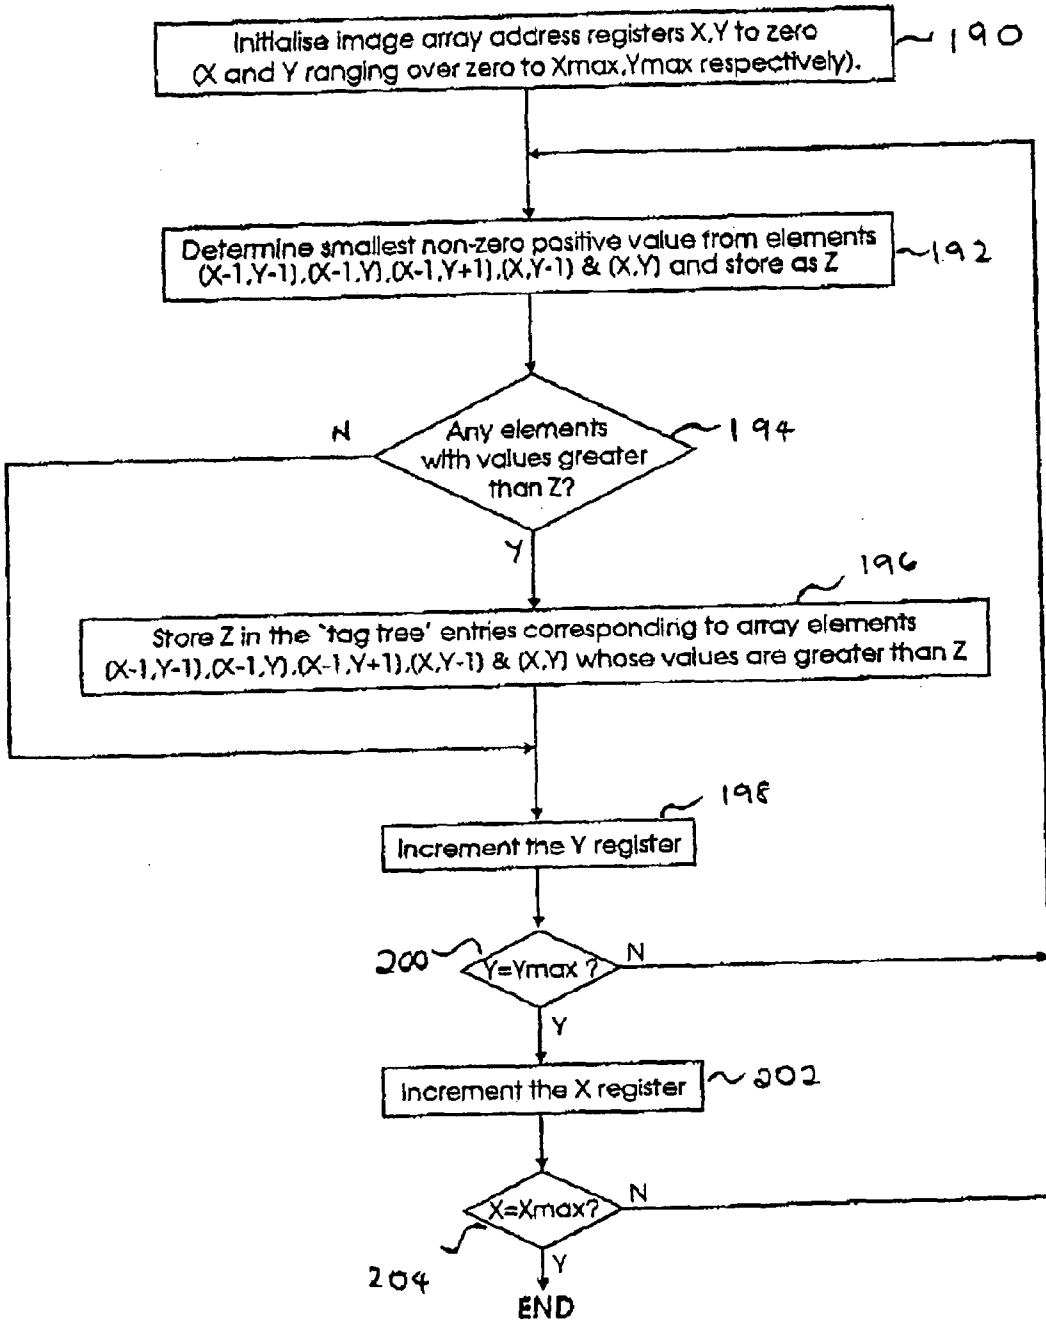 Initialise image array address registers X,Y to zero
(X and Y ranging over zero to Xmax,Ymax respectively).
190
Determine smallest non-zero positive value from elements
(X-1,Y-1),(X-1,Y),(X-1,Y+1),(X,Y-1) & (X,Y) and store as Z
192
N
Any elements
with values greater
than Z?
194
Y
196
Store Z in the 'tag tree' entries corresponding to array elements
(X-1,Y-1),(X-1,Y),(X-1,Y+1),(X,Y-1) & (X,Y) whose values are greater than Z
198
Increment the Y register
200
Y=Ymax ?
N
Y
Increment the X register
202
X=Xmax?
N
204
Y
END